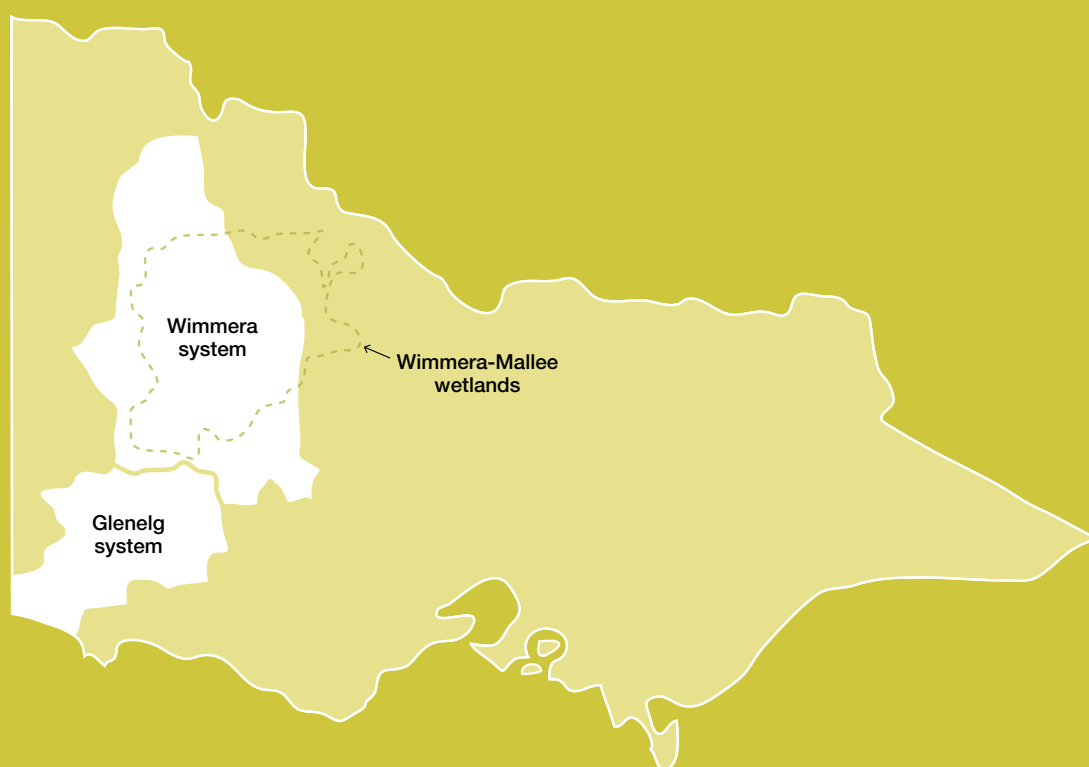 Wimmera
system
Wimmera-Mallee
wetlands
Glenelg
system